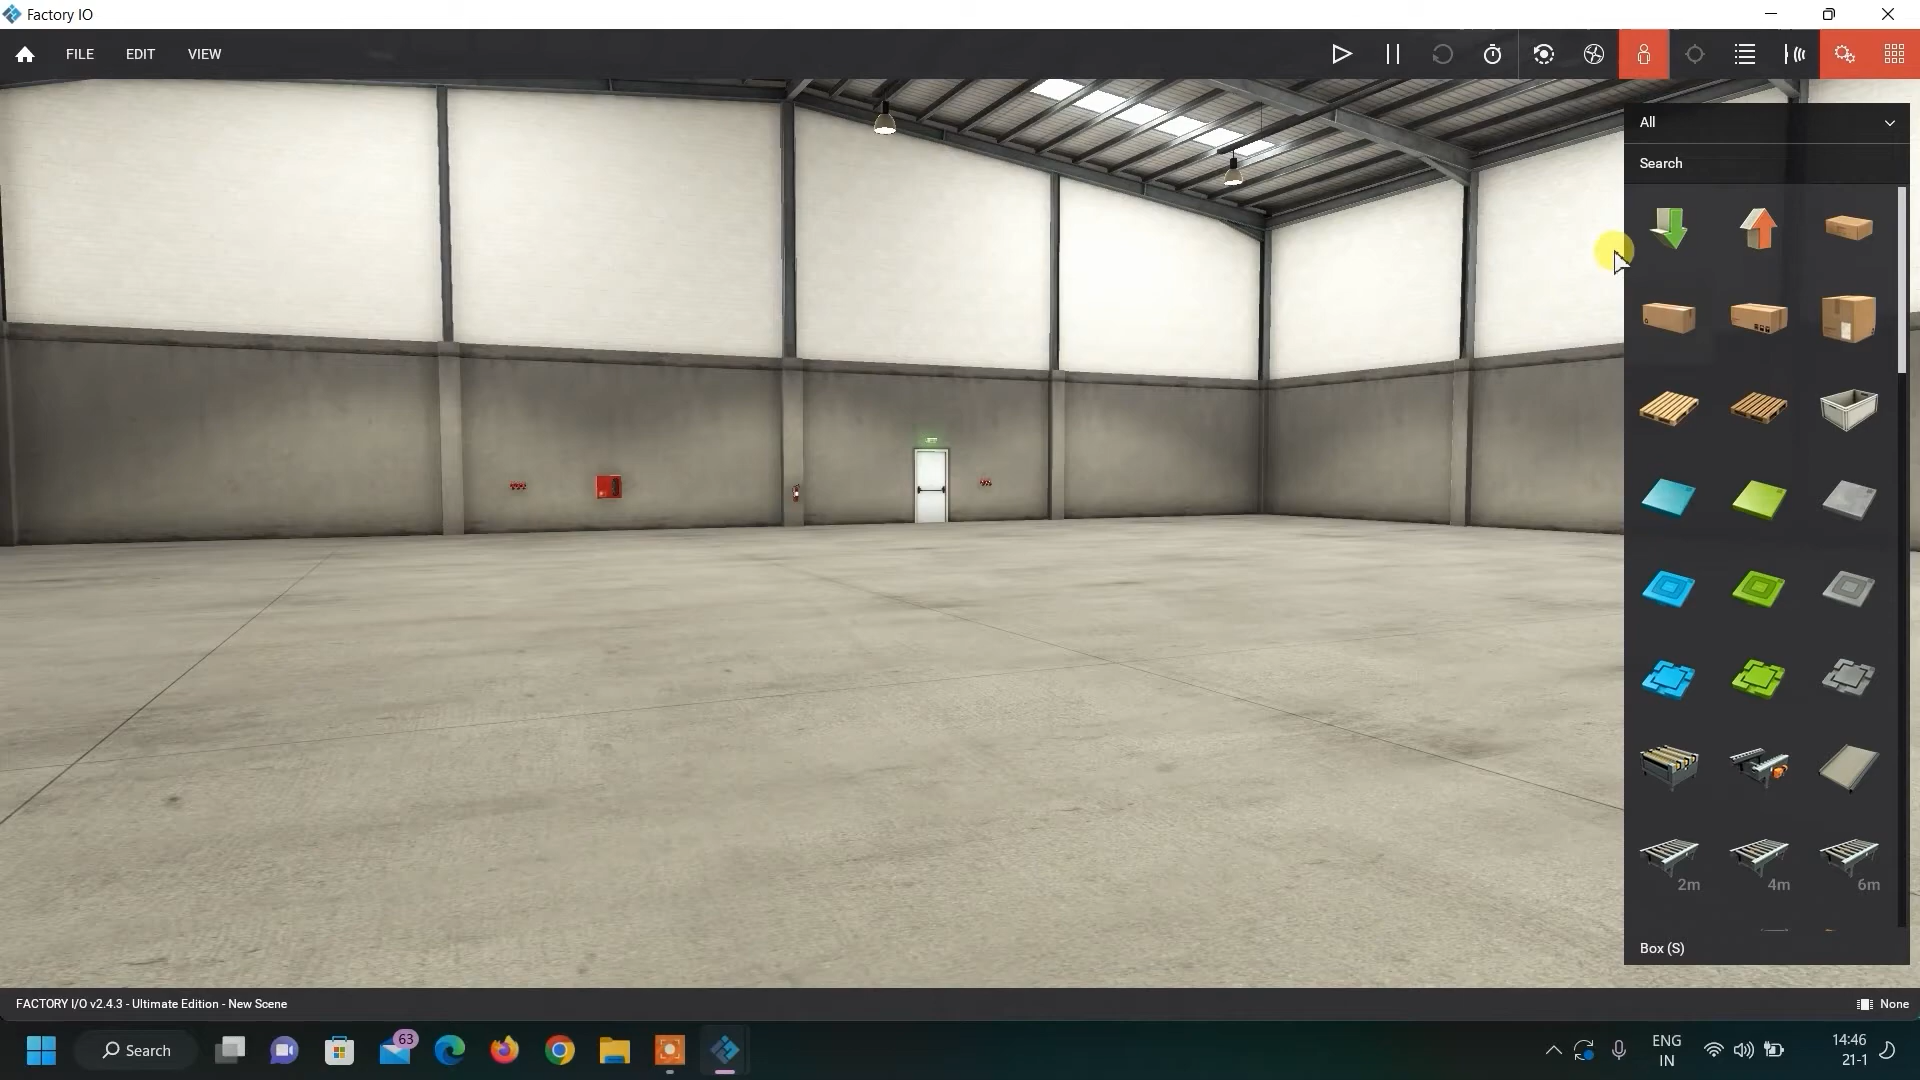 Factory IO
FILE EDIT VIEW
All
Search
2m 4m 6m
Box (S)
FACTORY I/O v2.4.3 - Ultimate Edition - New Scene
None
Search
63
ENG
IN
14:46
21-1